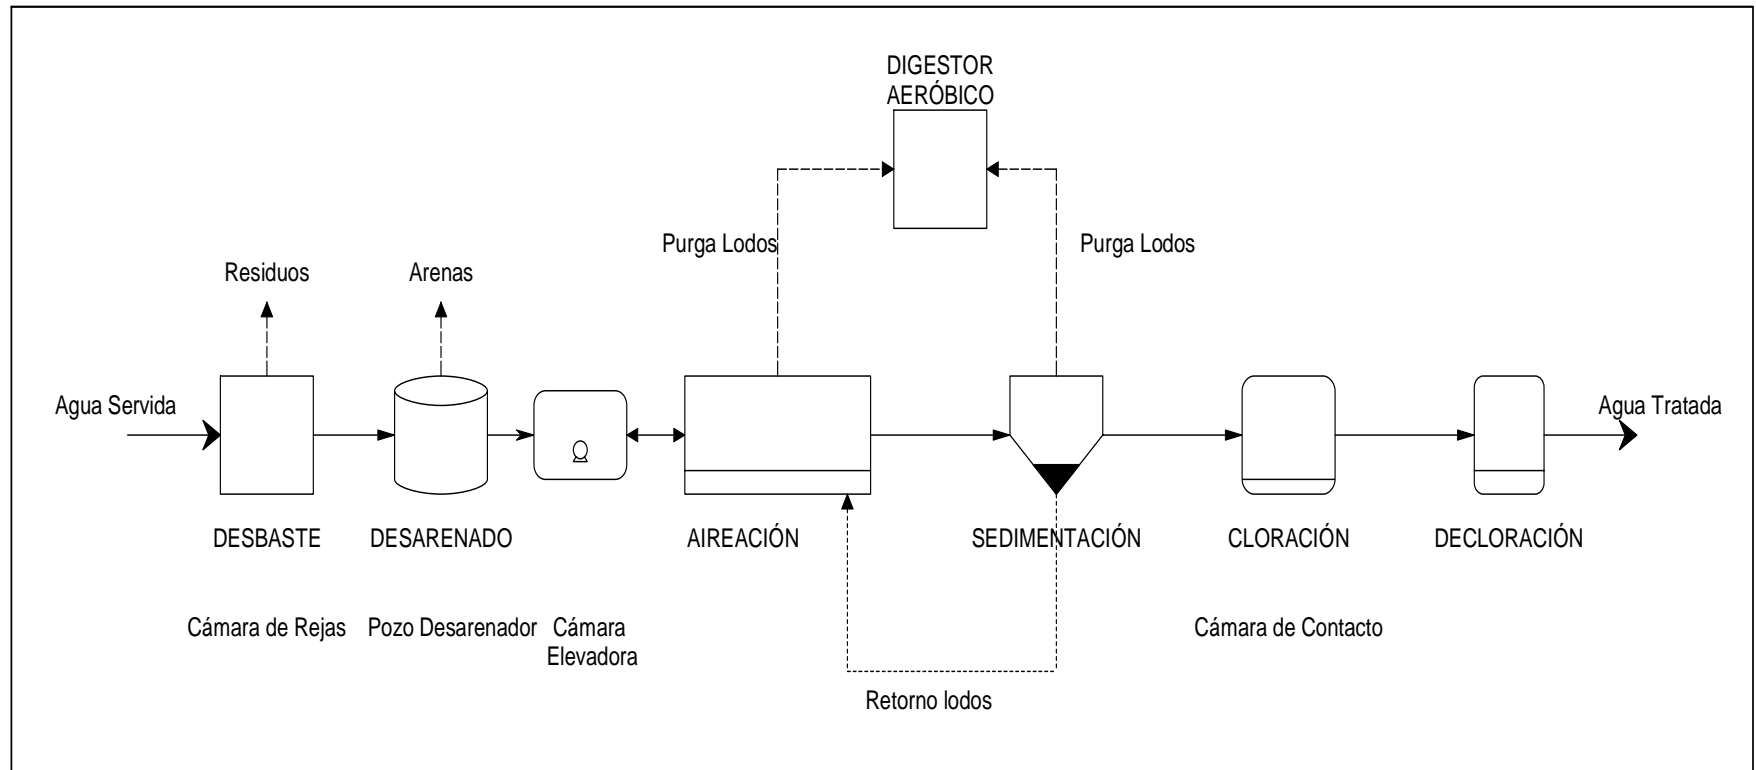 DIGESTOR
AERÓBICO
Purga Lodos
Purga Lodos
Residuos
Arenas
Agua Servida
Agua Tratada
DESBASTE
DESARENADO
AIREACIÓN
SEDIMENTACIÓN
CLORACIÓN
DECLORACIÓN
Cámara de Rejas
Pozo Desarenador
Cámara
Elevadora
Cámara de Contacto
Retorno lodos